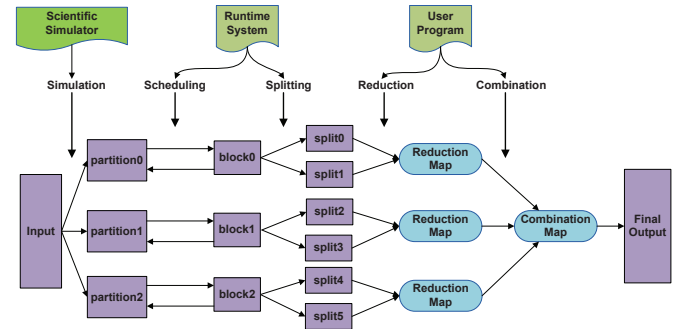 Scientific
Simulator
Runtime
System
User
Program
Simulation
Scheduling
Splitting
Reduction
Combination
Input
partition0
block0
split0
split1
Reduction
Map
partition1
block1
split2
split3
Reduction
Map
Combination
Map
Final
Output
partition2
block2
split4
split5
Reduction
Map